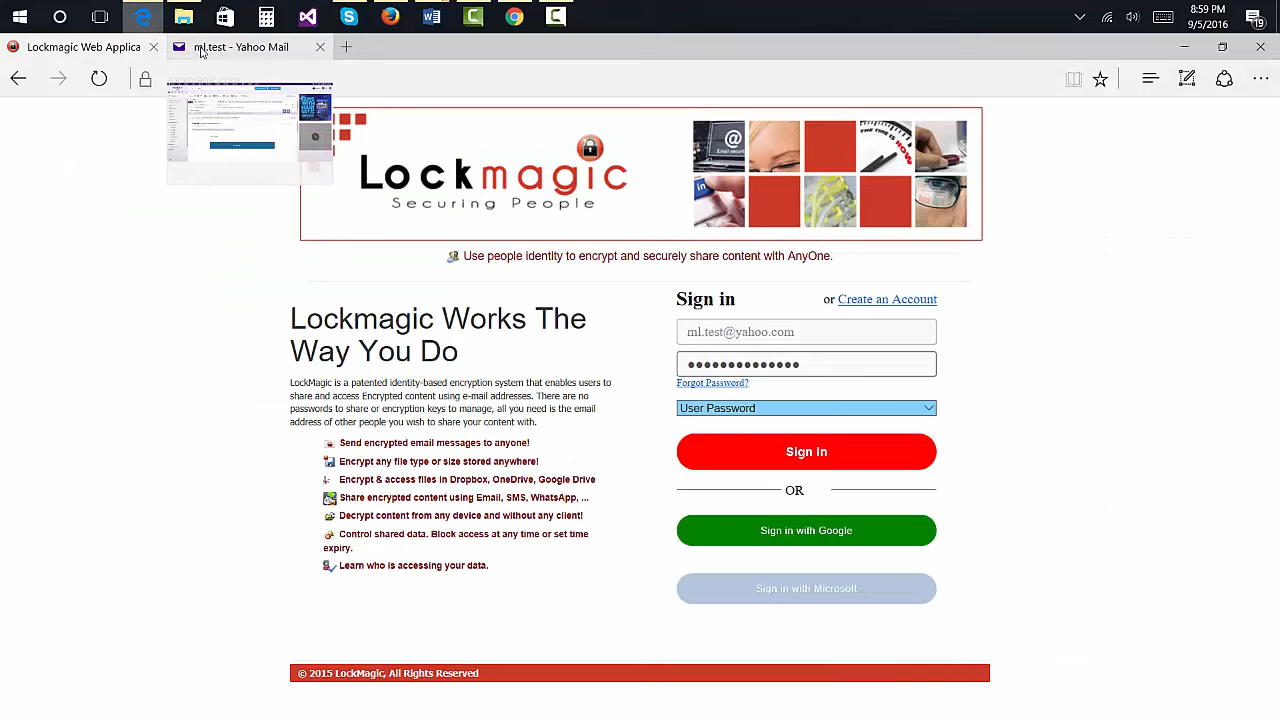 8:59 PM
9/5/2016
19
Lockmagic Web Applica
ml.test - Yahoo Mail
Lockmagic
Securing People
@
Email security
THE TIME IS NOW
in
Use people identity to encrypt and securely share content with AnyOne.
Lockmagic Works The
Way You Do
LockMagic is a patented identity-based encryption system that enables users to
share and access Encrypted content using e-mail addresses. There are no
passwords to share or encryption keys to manage, all you need is the email
address of other people you wish to share your content with.
Send encrypted email messages to anyone!
Encrypt any file type or size stored anywhere!
Encrypt & access files in Dropbox, OneDrive, Google Drive
Share encrypted content using Email, SMS, WhatsApp, ...
Decrypt content from any device and without any client!
Control shared data. Block access at any time or set time
expiry.
Learn who is accessing your data.
Sign in or Create an Account
ml.test@yahoo.com
Forgot Password?
User Password
Sign in
OR
Sign in with Google
Sign in with Microsoft
© 2015 LockMagic, All Rights Reserved